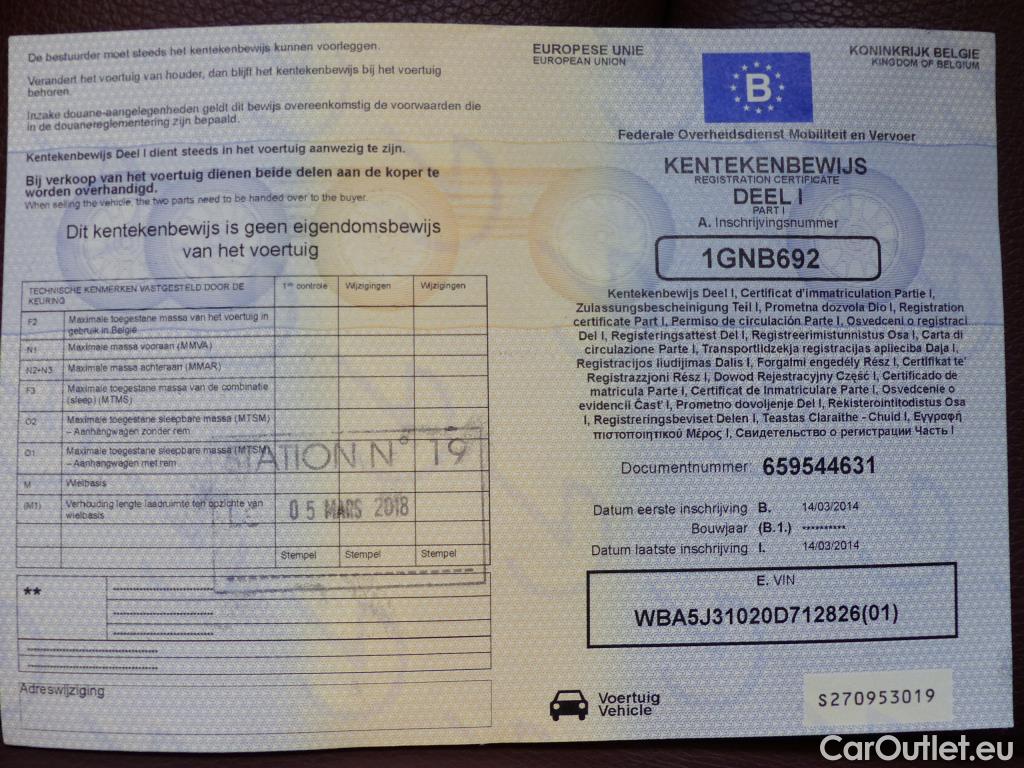 De bestuurder moet steeds het kentekenbewijs kunnen voorleggen.
Verandert het voertuig van houder, dan blijft het kentekenbewijs bij het voertuig
behoren.
Inzake douane-aangelegenheden geldt dit bewijs overeenkomstig de voorwaarden die
in de douanereglementering zijn bepaald.
Kentekenbewijs Deel I dient steeds in het voertuig aanwezig te zijn.
Bij verkoop van het voertuig dienen beide delen aan de koper te
worden overhandigd.
When selling the vehicle, the two parts need to be handed over to the buyer.
Dit kentekenbewijs is geen eigendomsbewijs
van het voertuig
TECHNISCHE KENMERKEN VASTGESTELD DOOR DE
KEURING
1ste controle
Wijzigingen
Wijzigingen
F2 Maximale toegestane massa van het voertuig in
gebruik in België
N1 Maximale massa vooraan (MMVA)
N2+N3 Maximale massa achteraan (MMAR)
F3 Maximale toegestane massa van de combinatie
(sleep) (MTMS)
O2 Maximale toegestane sleepbare massa (MTSM)
– Aanhangwagen zonder rem
O1 Maximale toegestane sleepbare massa (MTSM)
– Aanhangwagen met rem
M Wielbasis
(M1) Verhouding lengte laadruimte ten opzichte van
wielbasis
STATION N° 19
05 MARS 2018
Stempel
Stempel
Stempel
**
Adreswijziging
EUROPESE UNIE
EUROPEAN UNION
B
KONINKRIJK BELGIE
KINGDOM OF BELGIUM
Federale Overheidsdienst Mobiliteit en Vervoer
KENTEKENBEWIJS
REGISTRATION CERTIFICATE
DEEL I
PART I
A. Inschrijvingsnummer
1GNB692
Kentekenbewijs Deel I, Certificat d'immatriculation Partie I,
Zulassungsbescheinigung Teil I, Prometna dozvola Dio I, Registration
certificate Part I, Permiso de circulación Parte I, Osvedceni o registraci
Del I, Registeringsattest Del I, Registreerimistunnistus Osa I, Carta di
circulazione Parte I, Transportlidzekja registracijas aplieciba Daja I,
Registracijos liudijimas Dalis I, Forgalmi engedély Rész I, Certifikat te'
Registrazzjoni Rész I, Dowod Rejestracyjny Część I, Certificado de
matricula Parte I, Certificat de Inmatriculare Parte I, Osvedcenie o
evidencii Časť I, Prometno dovoljenje Del I, Rekisterointitodistus Osa
I, Registreringsbeviset Delen I, Teastas Claraithe - Chuid I, Εγγραφή
πιστοποιητικού Μέρος I, Свидетельство о регистрации Часть I
Documentnummer: 659544631
Datum eerste inschrijving B. 14/03/2014
Bouwjaar (B.1.) **********
Datum laatste inschrijving I. 14/03/2014
E. VIN
WBA5J31020D712826(01)
Voertuig
Vehicle
S270953019
CarOutlet.eu